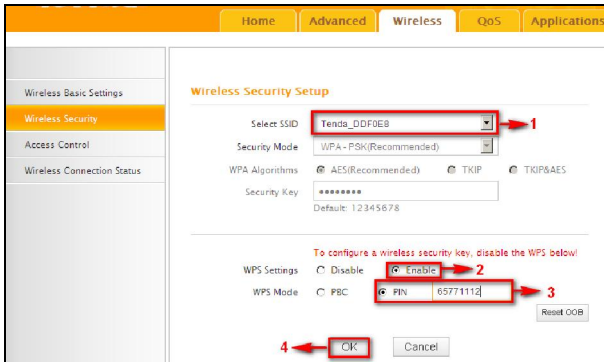 Home Advanced Wireless QoS Applications
Wireless Basic Settings
Wireless Security
Access Control
Wireless Connection Status
Wireless Security Setup
Select SSID Tenda_DDF0E8 1
Security Mode WPA - PSK(Recommended)
WPA Algorithms AES(Recommended) TKIP TKIP&AES
Security Key ●●●●●●●●
Default: 12345678
To configure a wireless security key, disable the WPS below!
WPS Settings Disable Enable 2
WPS Mode PBC PIN 65771112 3
Reset OOB
4 OK Cancel